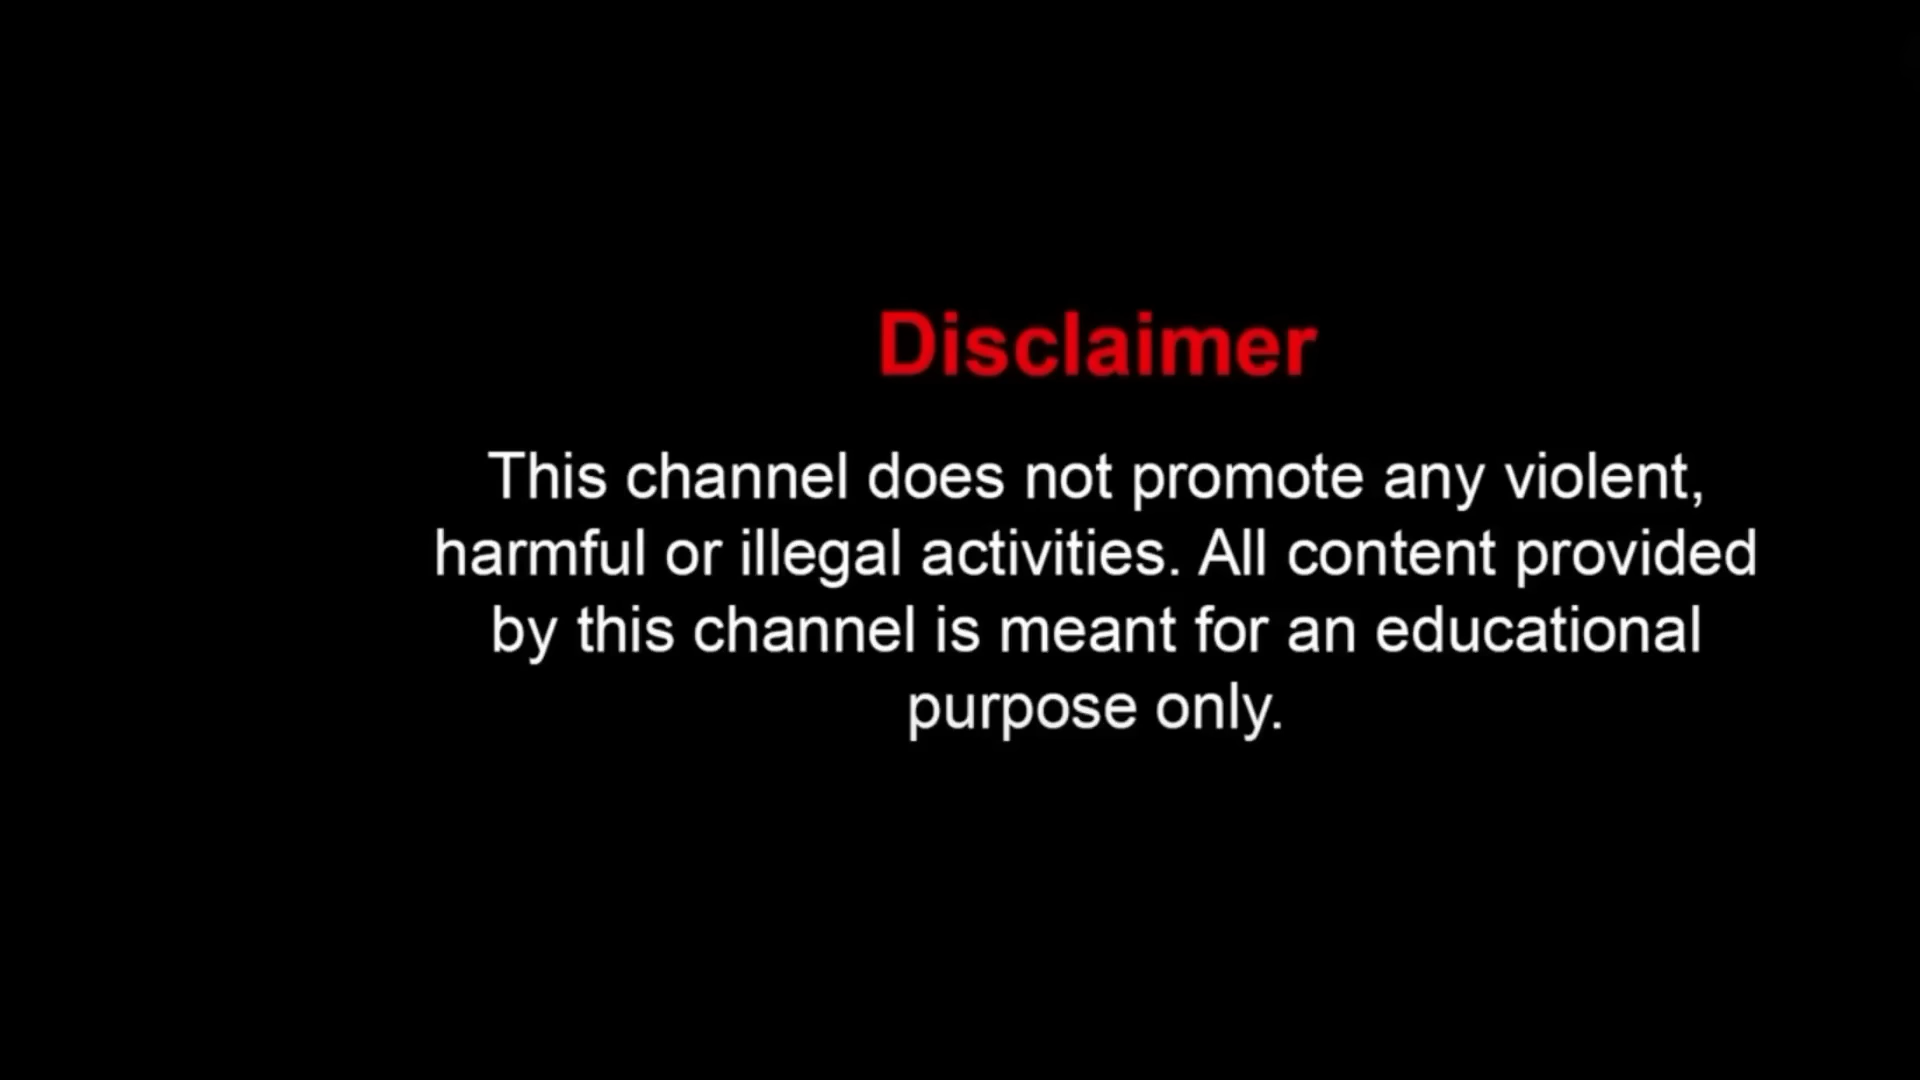 Disclaimer
This channel does not promote any violent,
harmful or illegal activities. All content provided
by this channel is meant for an educational
purpose only.